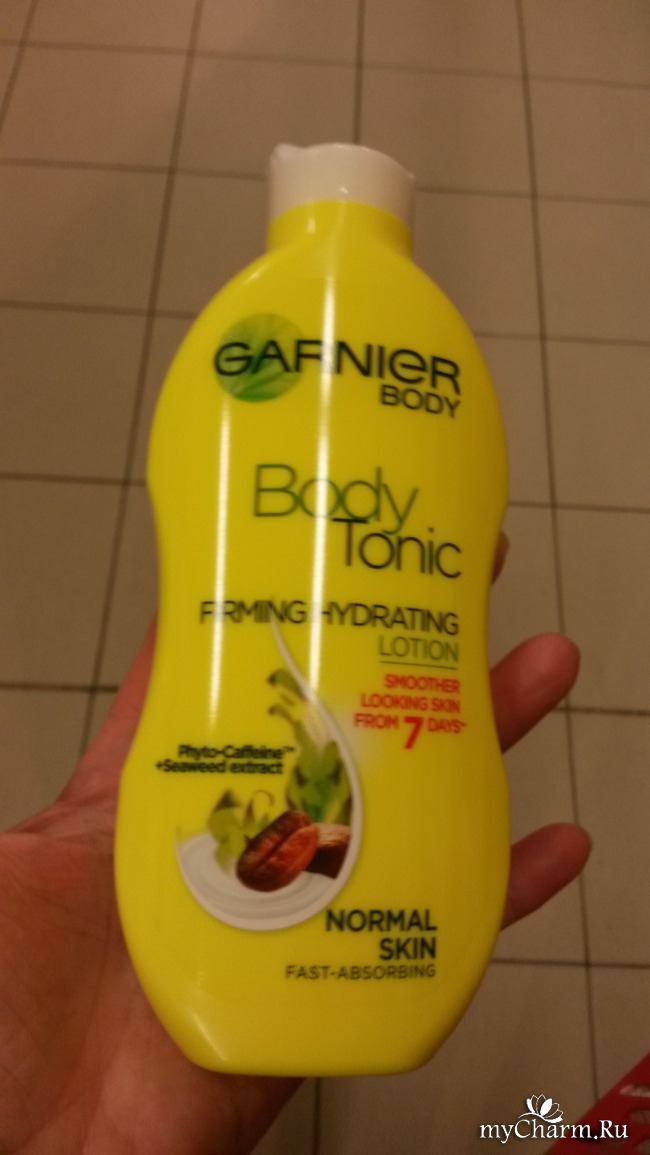 GARNIER
BODY
Body
Tonic
FIRMING HYDRATING
LOTION
SMOOTHER
LOOKING SKIN
FROM 7 DAYS**
Phyto-Caffeine™
+Seaweed extract
NORMAL
SKIN
FAST-ABSORBING
myCharm.Ru